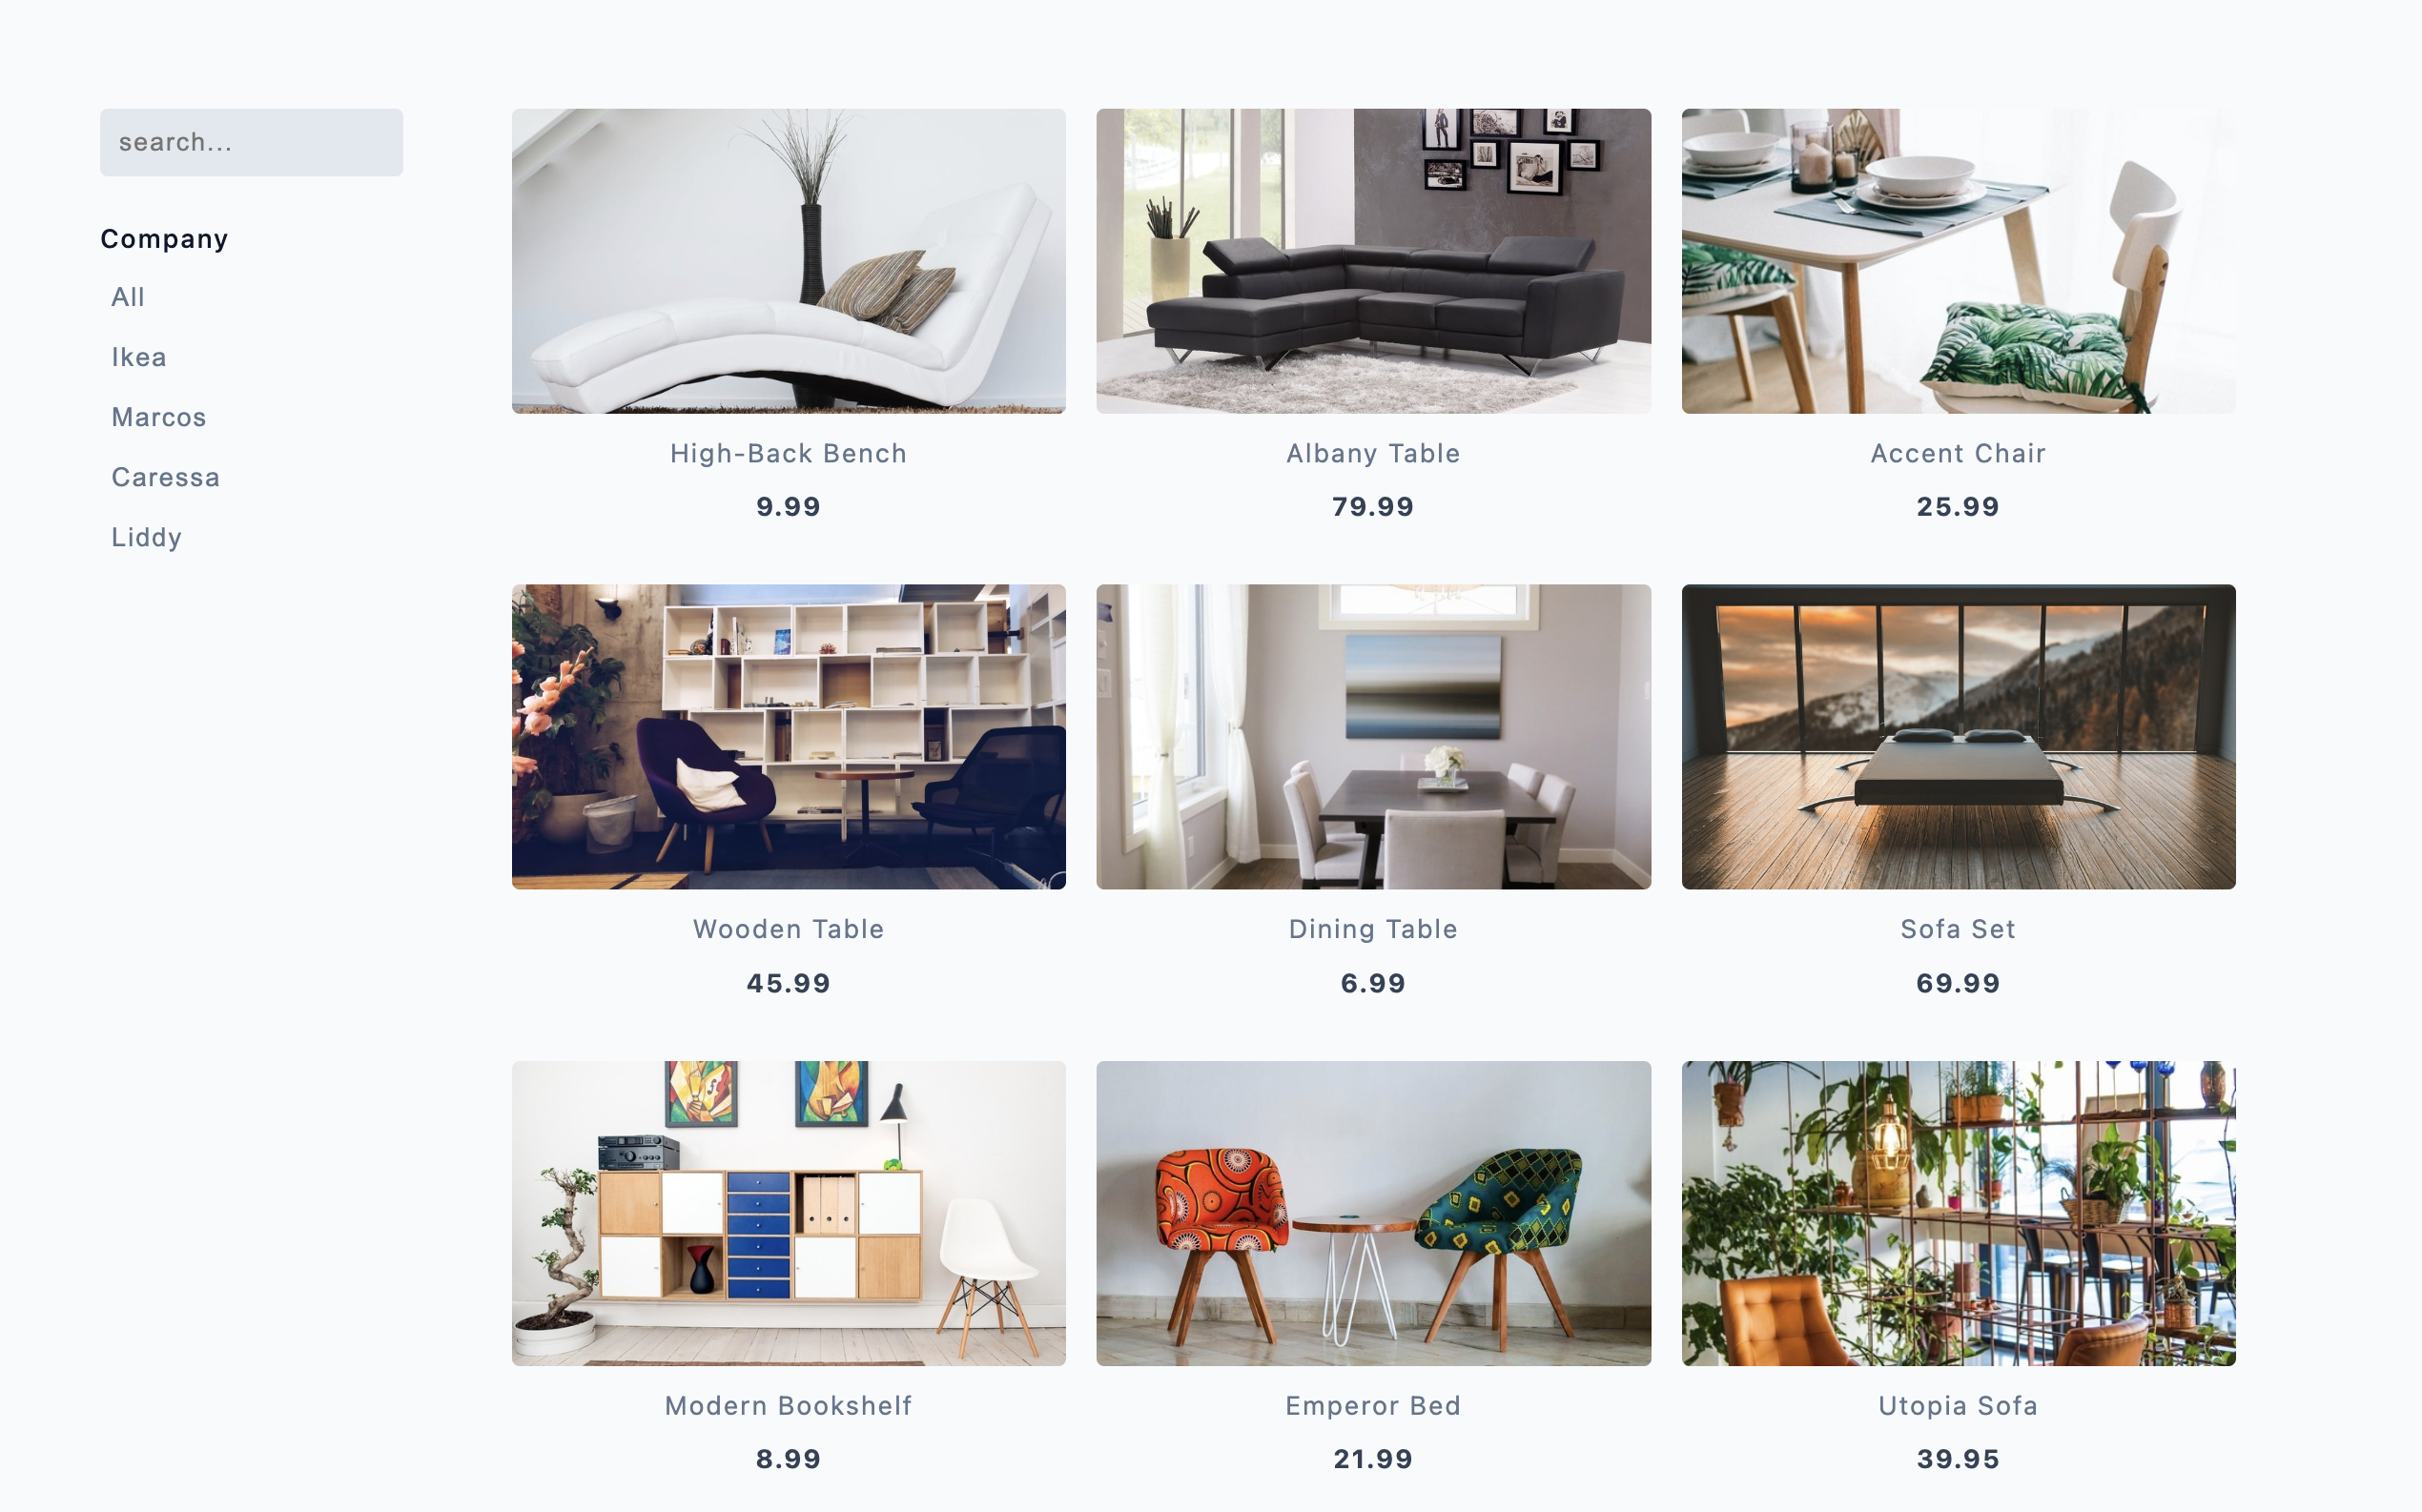 search...
Company
All
Ikea
Marcos
Caressa
Liddy
High-Back Bench
9.99
Albany Table
79.99
Accent Chair
25.99
Wooden Table
45.99
Dining Table
6.99
Sofa Set
69.99
Modern Bookshelf
8.99
Emperor Bed
21.99
Utopia Sofa
39.95